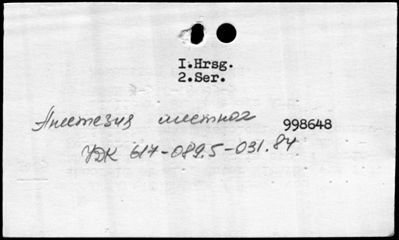 I.Hrsg.
2.Ser.
Анестезия местная 998648
УДК 617-089.5-031.84